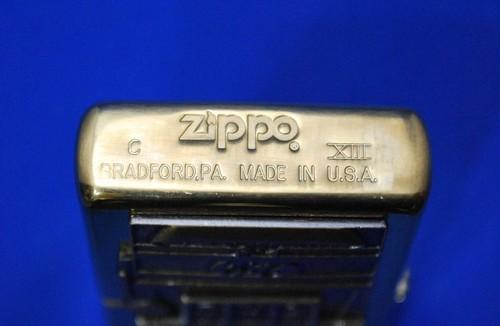 Zippo®
C XIII
BRADFORD,PA. MADE IN U.S.A.